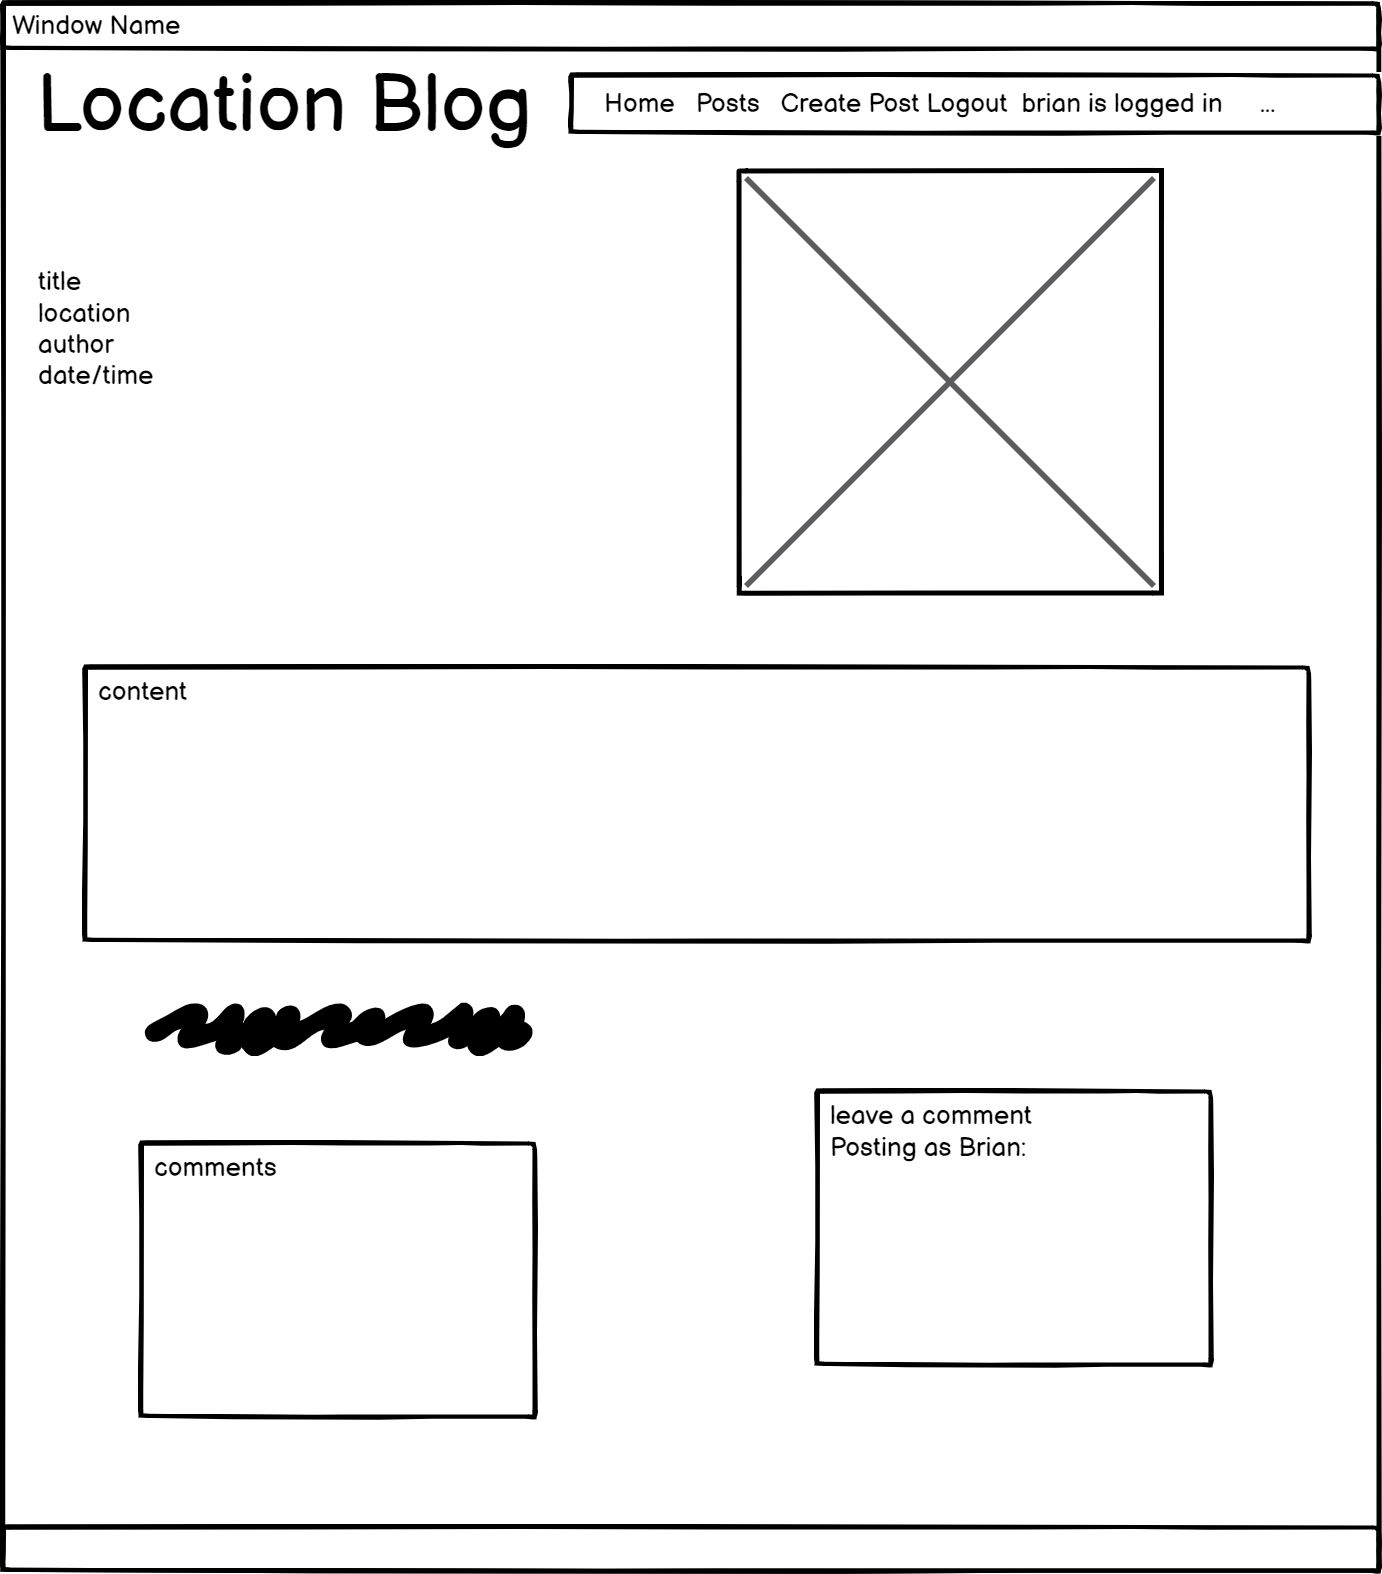 Window Name
Location Blog
Home Posts Create Post Logout brian is logged in ...
title
location
author
date/time
content
leave a comment
Posting as Brian:
comments